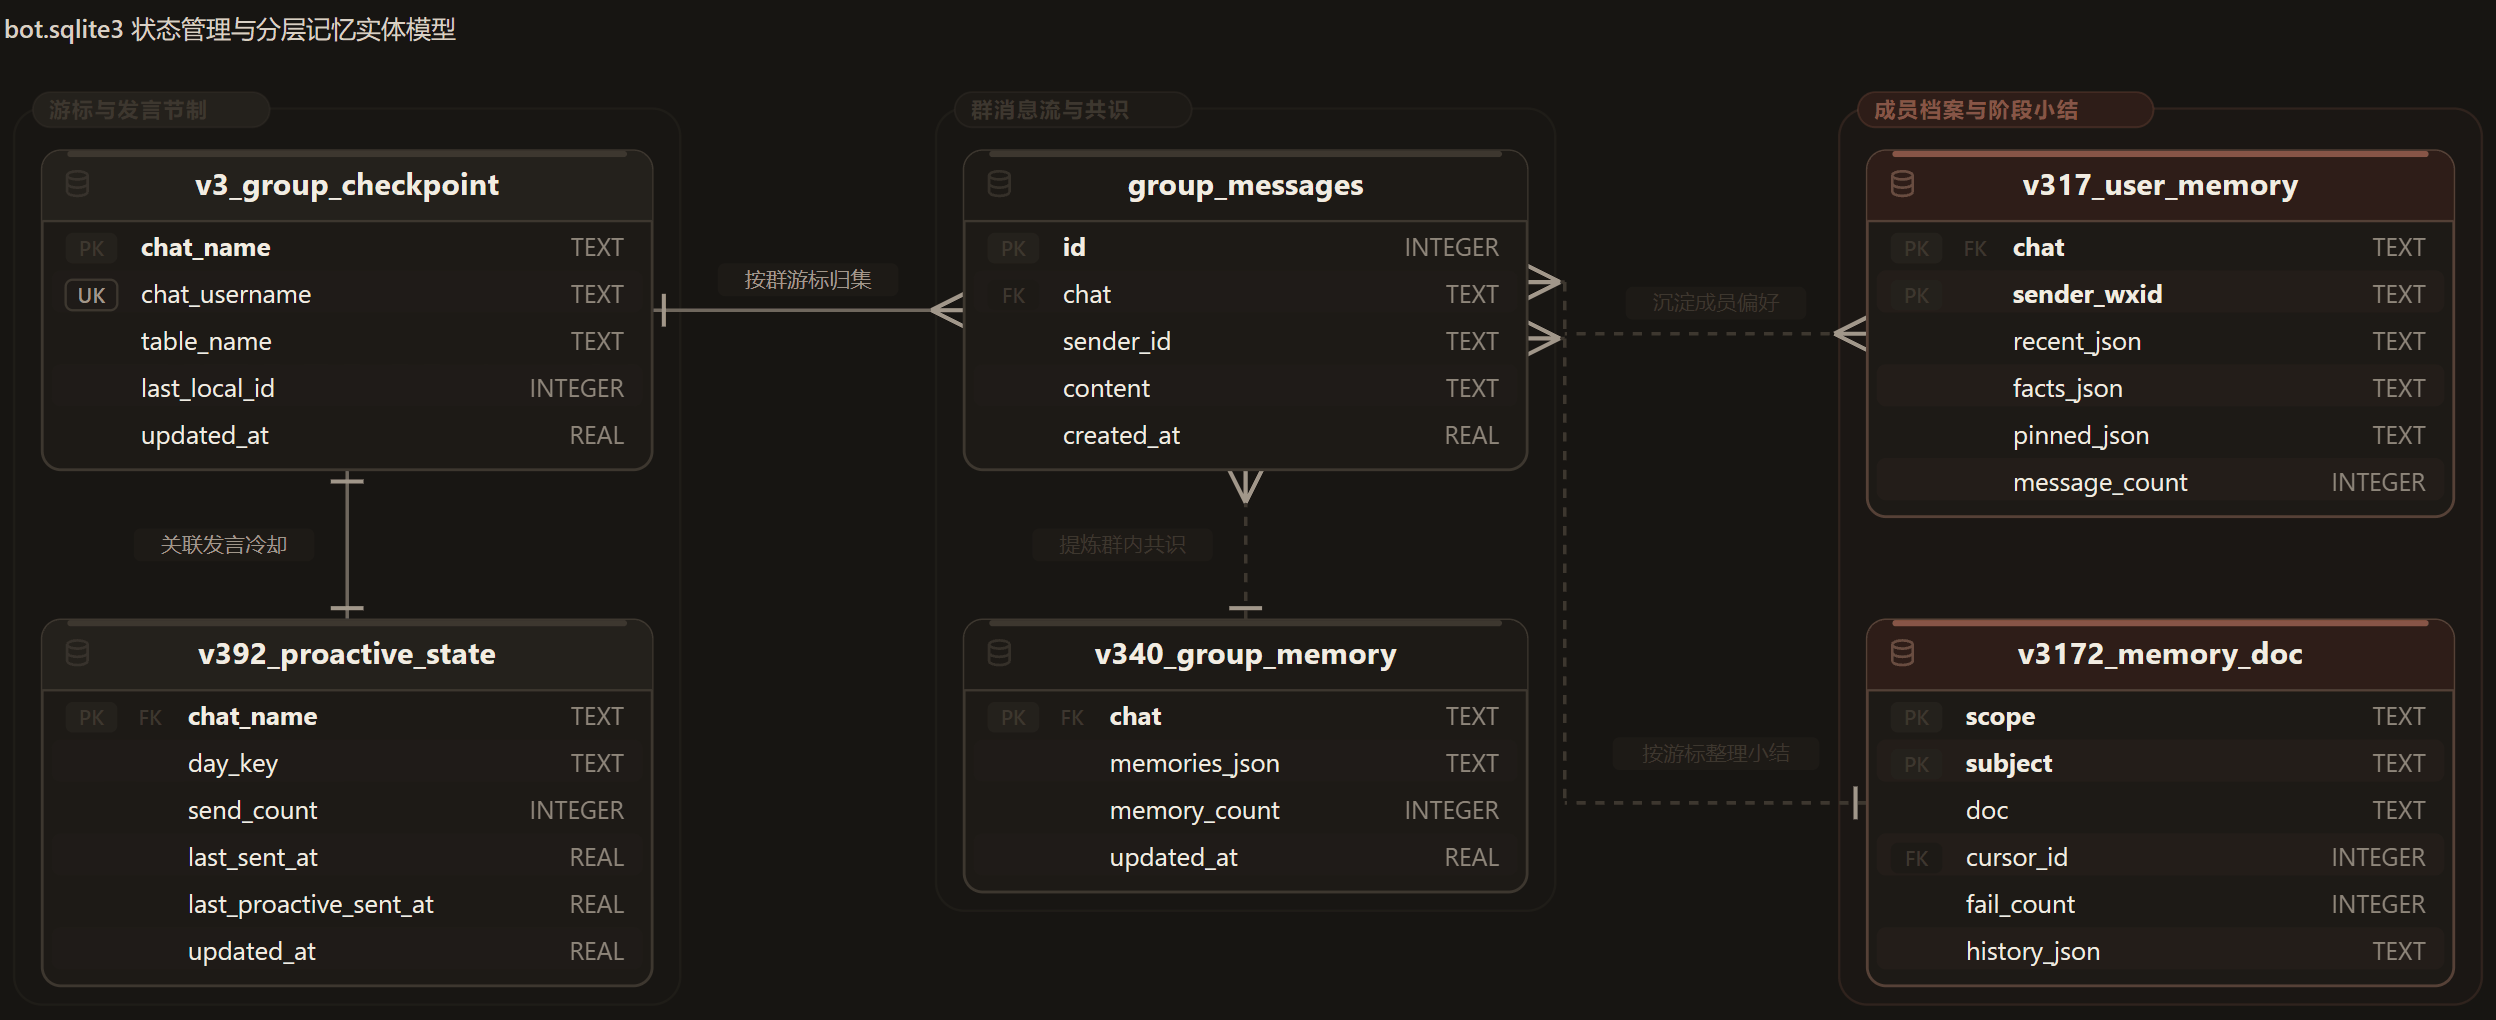 bot.sqlite3 状态管理与分层记忆实体模型
游标与发言节制
v3_group_checkpoint
PK chat_name TEXT
UK chat_username TEXT
table_name TEXT
last_local_id INTEGER
updated_at REAL
关联发言冷却
v392_proactive_state
PK FK chat_name TEXT
day_key TEXT
send_count INTEGER
last_sent_at REAL
last_proactive_sent_at REAL
updated_at REAL
按群游标归集
群消息流与共识
group_messages
PK id INTEGER
FK chat TEXT
sender_id TEXT
content TEXT
created_at REAL
提炼群内共识
v340_group_memory
PK FK chat TEXT
memories_json TEXT
memory_count INTEGER
updated_at REAL
沉淀成员偏好
按游标整理小结
成员档案与阶段小结
v317_user_memory
PK FK chat TEXT
PK sender_wxid TEXT
recent_json TEXT
facts_json TEXT
pinned_json TEXT
message_count INTEGER
v3172_memory_doc
PK scope TEXT
PK subject TEXT
doc TEXT
FK cursor_id INTEGER
fail_count INTEGER
history_json TEXT